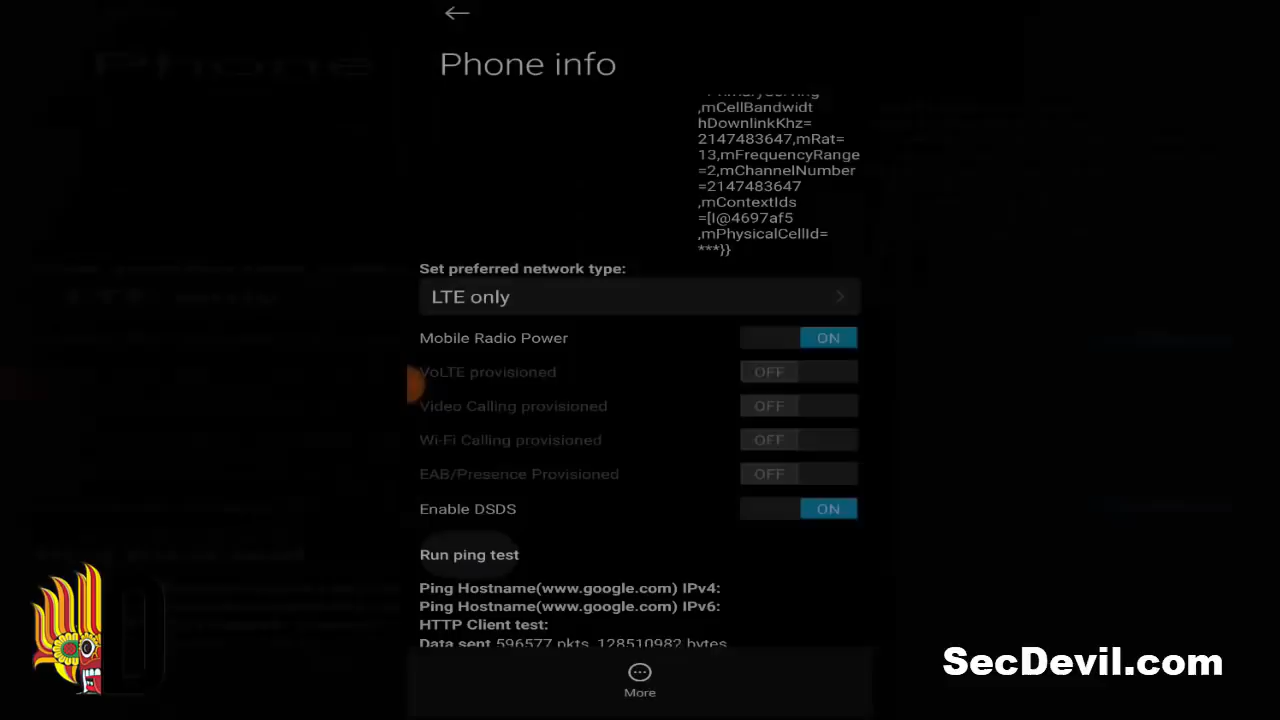 Phone info
,mCellBandwidt
hDownlinkKhz=
2147483647,mRat=
13,mFrequencyRange
=2,mChannelNumber
=2147483647
,mContextIds
=[I@4697af5
,mPhysicalCellId=
***}}
Set preferred network type:
LTE only
Mobile Radio Power ON
VoLTE provisioned OFF
Video Calling provisioned OFF
Wi-Fi Calling provisioned OFF
EAB/Presence Provisioned OFF
Enable DSDS ON
Run ping test
Ping Hostname(www.google.com) IPv4:
Ping Hostname(www.google.com) IPv6:
HTTP Client test:
Data sent 596577 pkts, 128510982 bytes
More
SecDevil.com